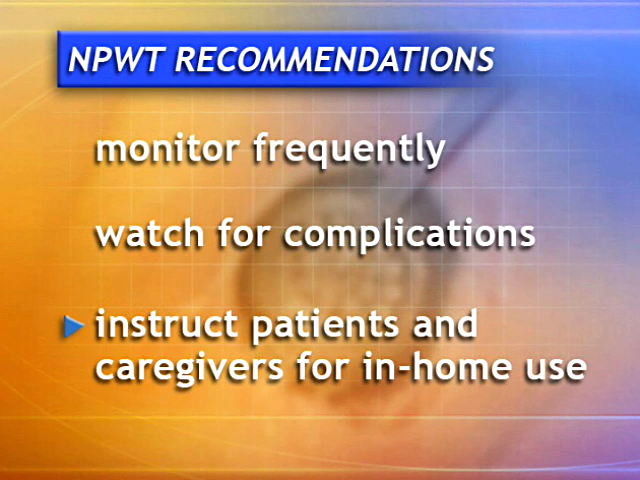 NPWT RECOMMENDATIONS
monitor frequently
watch for complications
instruct patients and
caregivers for in-home use